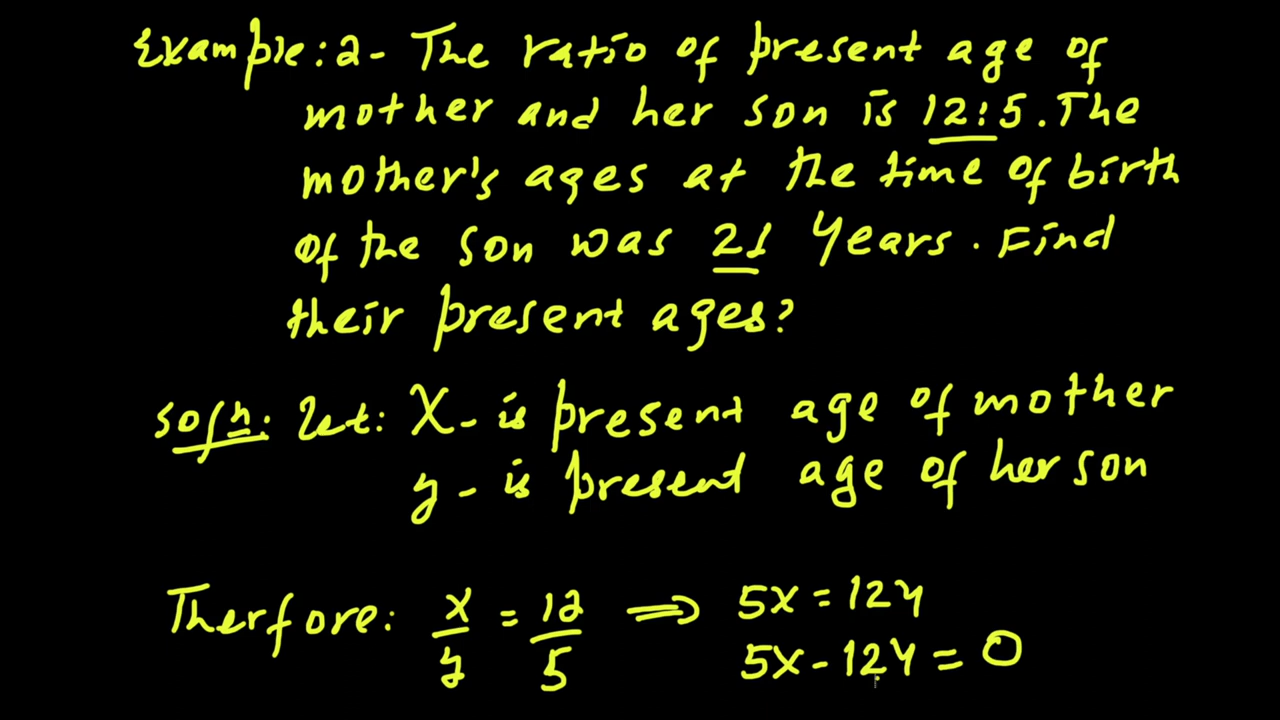 Example: 2- The ratio of present age of
mother and her son is 12:5. The
mother's ages at the time of birth
of the son was 21 Years. Find
their present ages?
Soln: Let: X- is present age of mother
y- is present age of her son
Therfore: x/y = 12/5 ⟹ 5x = 12y
5x - 12y = 0